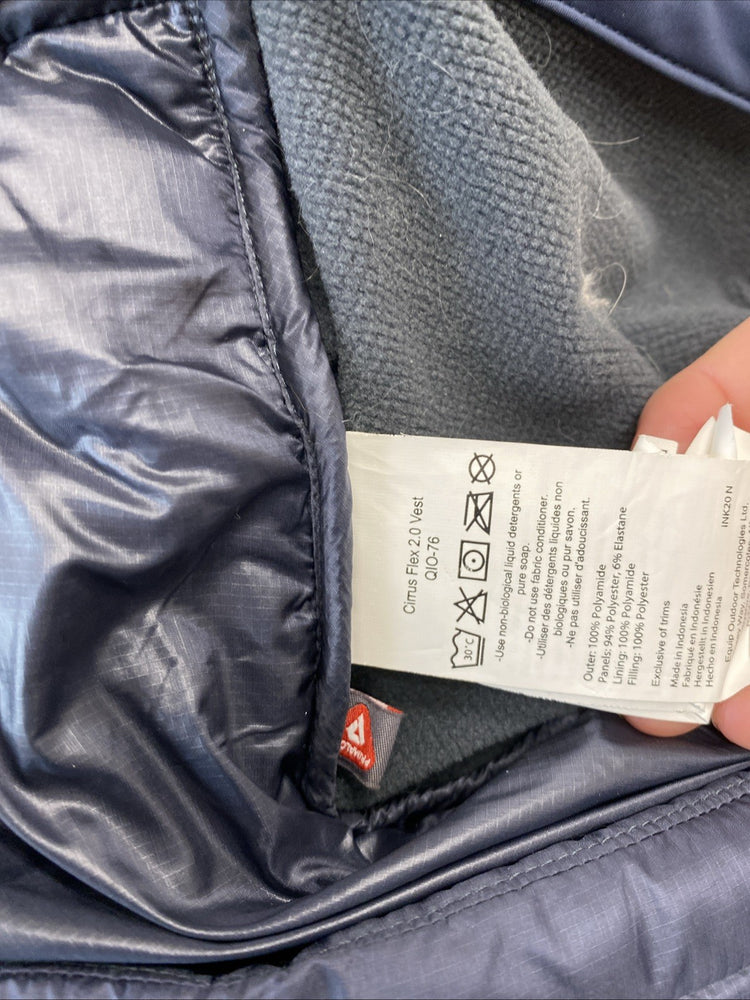 Cirrus Flex 2.0 Vest
QIO-76
30°C
-Use non-biological liquid detergents or
pure soap.
-Do not use fabric conditioner.
-Utiliser des détergents liquides non
biologiques ou pur savon.
-Ne pas utiliser d'adoucissant.
Outer: 100% Polyamide
Panels: 94% Polyester, 6% Elastane
Lining: 100% Polyamide
Filling: 100% Polyester
Exclusive of trims
Made in Indonesia
Fabriqué en Indonésie
Hergestelit in Indonesien
Hecho en Indonesia
INK20 N
Equip Outdoor Technologies Ltd.
PRIMALO